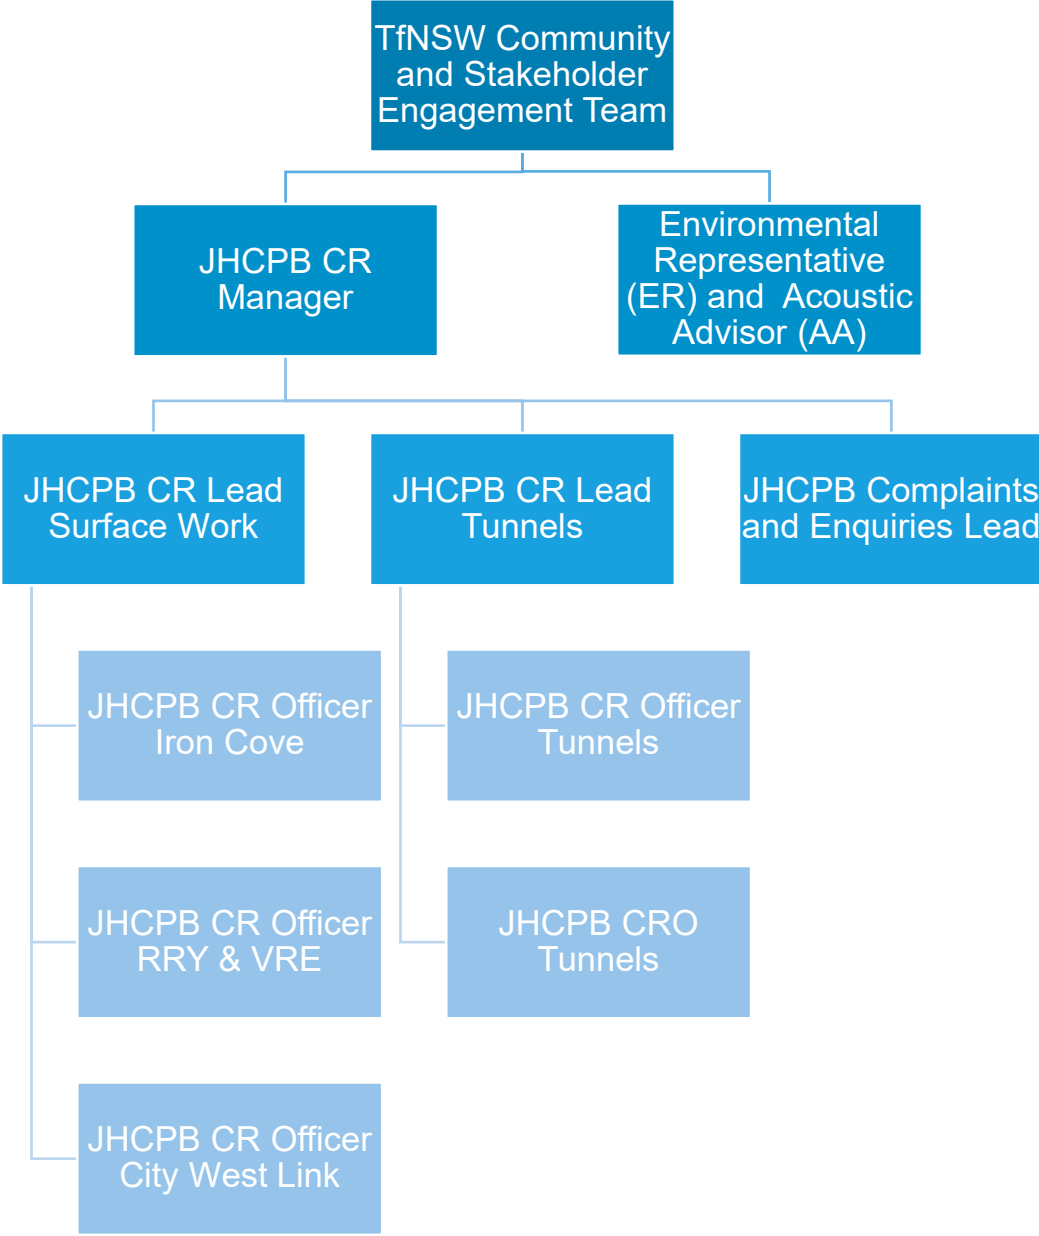 TfNSW Community
and Stakeholder
Engagement Team
JHCPB CR
Manager
Environmental
Representative
(ER) and  Acoustic
Advisor (AA)
JHCPB CR Lead
Surface Work
JHCPB CR Lead
Tunnels
JHCPB Complaints
and Enquiries Lead
JHCPB CR Officer
Iron Cove
JHCPB CR Officer
Tunnels
JHCPB CR Officer
RRY & VRE
JHCPB CRO
Tunnels
JHCPB CR Officer
City West Link